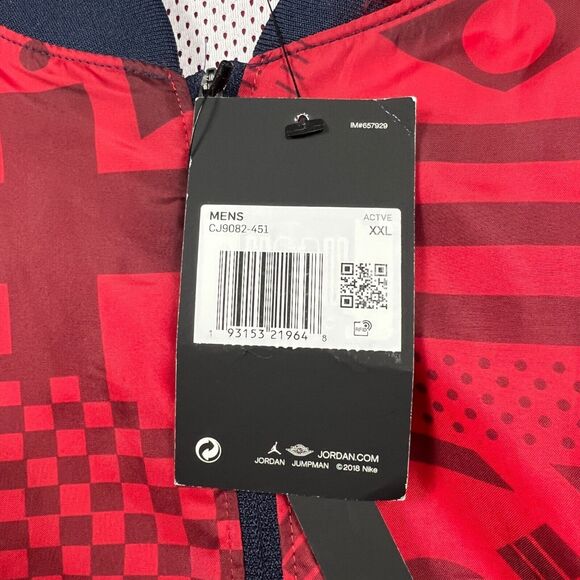 IM#657929
MENS ACTVE
CJ9082-451 XXL
1 93153 21964 8
RFID
JORDAN.COM
JORDAN JUMPMAN ©2018 Nike